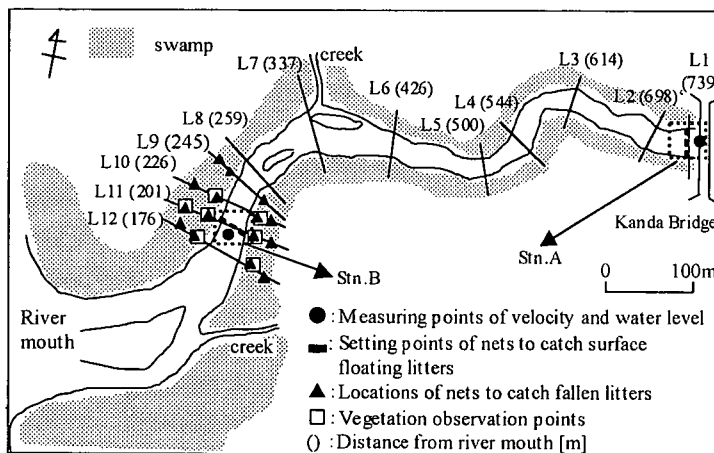 4
swamp
L7 (337)
creek
L3 (614)
L1
(739)
L6 (426)
L4 (544)
L2 (698)
L8 (259)
L5 (500)
L9 (245)
L10 (226)
L11 (201)
L12 (176)
Kanda Bridge
Stn.A
Stn.B
0 100m
River
mouth
creek
: Measuring points of velocity and water level
: Setting points of nets to catch surface
floating litters
: Locations of nets to catch fallen litters
: Vegetation observation points
() : Distance from river mouth [m]